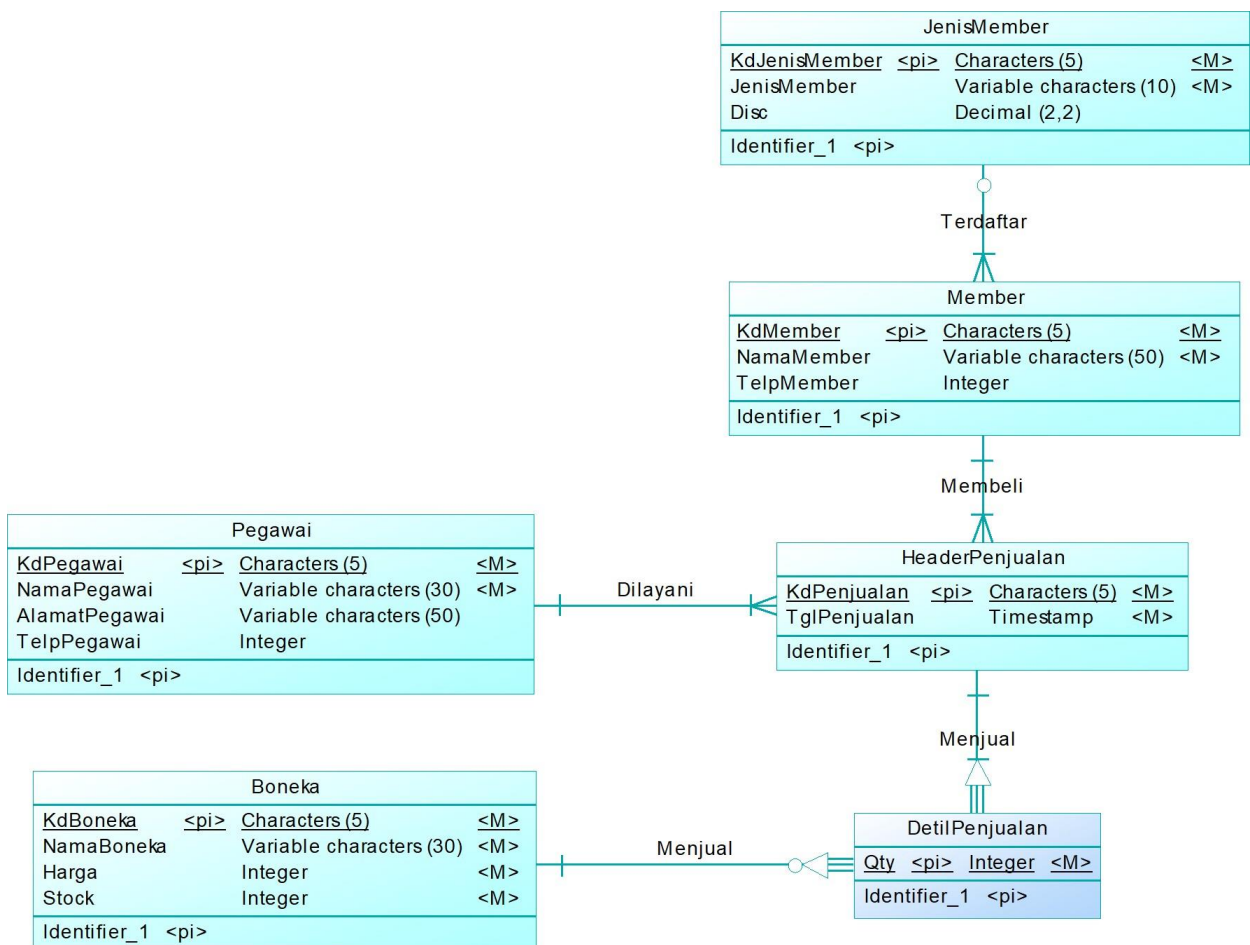 JenisMember
KdJenisMember <pi> Characters (5) <M>
JenisMember Variable characters (10) <M>
Disc Decimal (2,2)
Identifier_1 <pi>
Terdaftar
Member
KdMember <pi> Characters (5) <M>
NamaMember Variable characters (50) <M>
TelpMember Integer
Identifier_1 <pi>
Membeli
Pegawai
KdPegawai <pi> Characters (5) <M>
NamaPegawai Variable characters (30) <M>
AlamatPegawai Variable characters (50)
TelpPegawai Integer
Identifier_1 <pi>
Dilayani
HeaderPenjualan
KdPenjualan <pi> Characters (5) <M>
TglPenjualan Timestamp <M>
Identifier_1 <pi>
Menjual
Boneka
KdBoneka <pi> Characters (5) <M>
NamaBoneka Variable characters (30) <M>
Harga Integer <M>
Stock Integer <M>
Identifier_1 <pi>
Menjual
DetilPenjualan
Qty <pi> Integer <M>
Identifier_1 <pi>